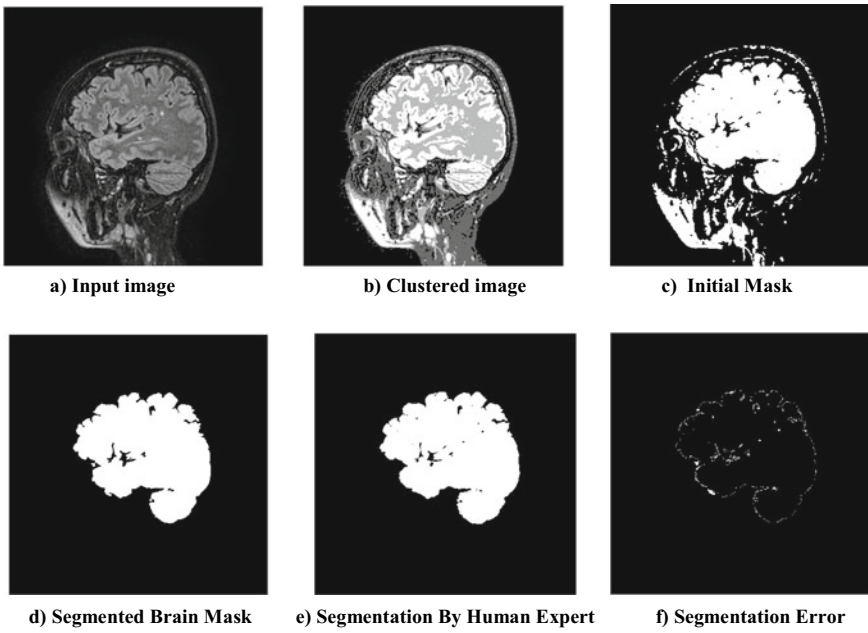 a) Input image
b) Clustered image
c) Initial Mask
d) Segmented Brain Mask
e) Segmentation By Human Expert
f) Segmentation Error